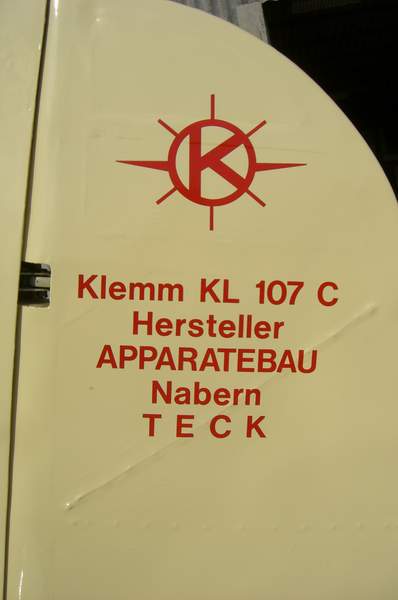 K
Klemm KL 107 C
Hersteller
APPARATEBAU
Nabern
TECK